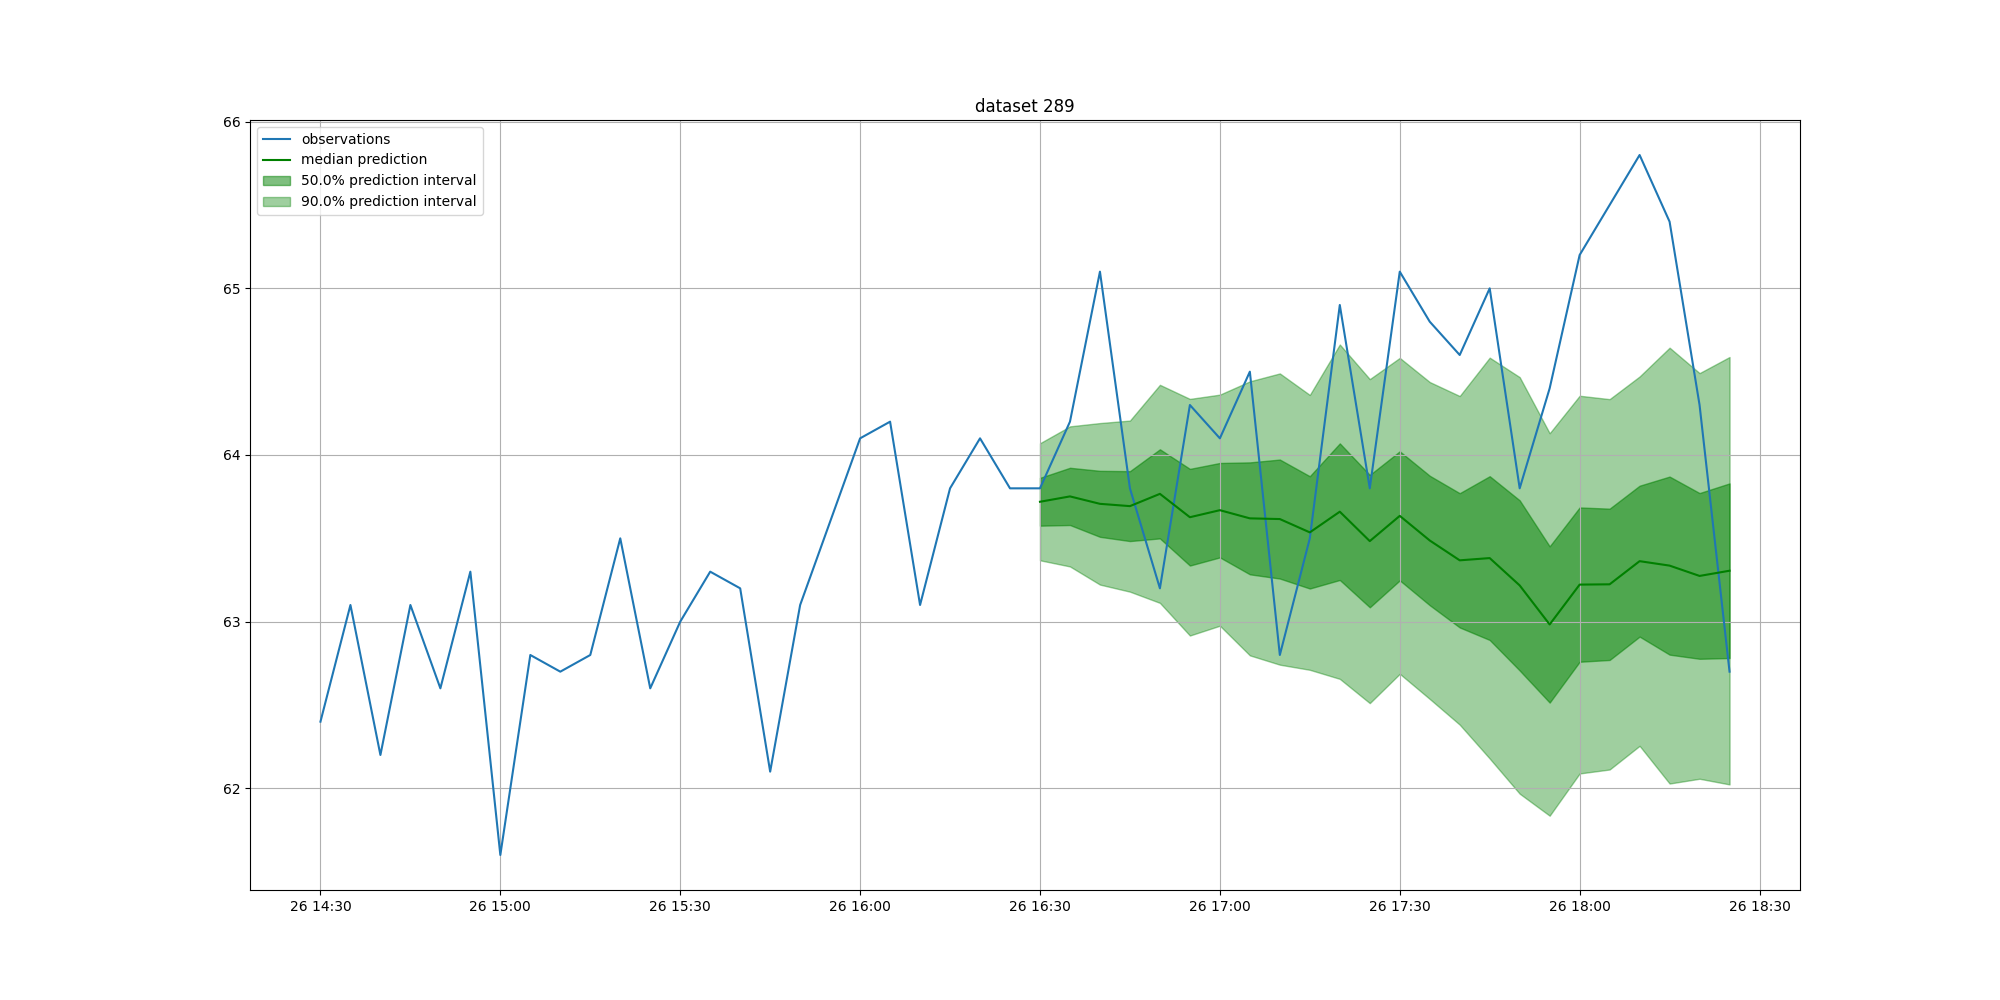 dataset 289
66
observations
median prediction
50.0% prediction interval
90.0% prediction interval
65
64
63
62
26 14:30 26 15:00 26 15:30 26 16:00 26 16:30 26 17:00 26 17:30 26 18:00 26 18:30